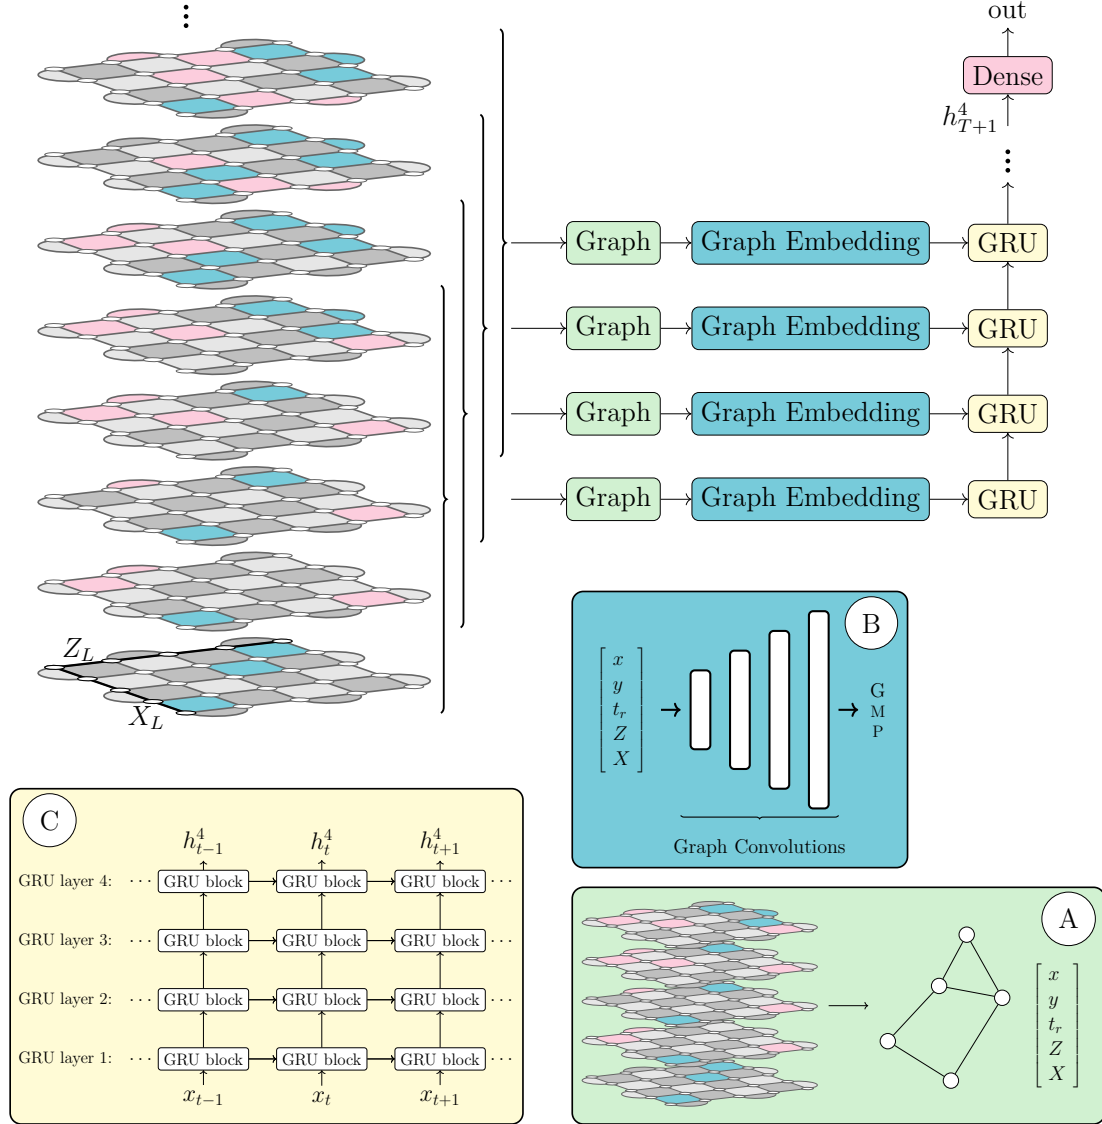 out
Dense
h^4_{T+1}
Graph
Graph Embedding
GRU
Graph
Graph Embedding
GRU
Graph
Graph Embedding
GRU
Graph
Graph Embedding
GRU
Z_L
X_L
B
x
y
t_r
Z
X
G
M
P
Graph Convolutions
C
h^4_{t−1}
h^4_t
h^4_{t+1}
GRU layer 4: · · · GRU block GRU block GRU block · · ·
GRU layer 3: · · · GRU block GRU block GRU block · · ·
GRU layer 2: · · · GRU block GRU block GRU block · · ·
GRU layer 1: · · · GRU block GRU block GRU block · · ·
x_{t−1}
x_t
x_{t+1}
A
x
y
t_r
Z
X